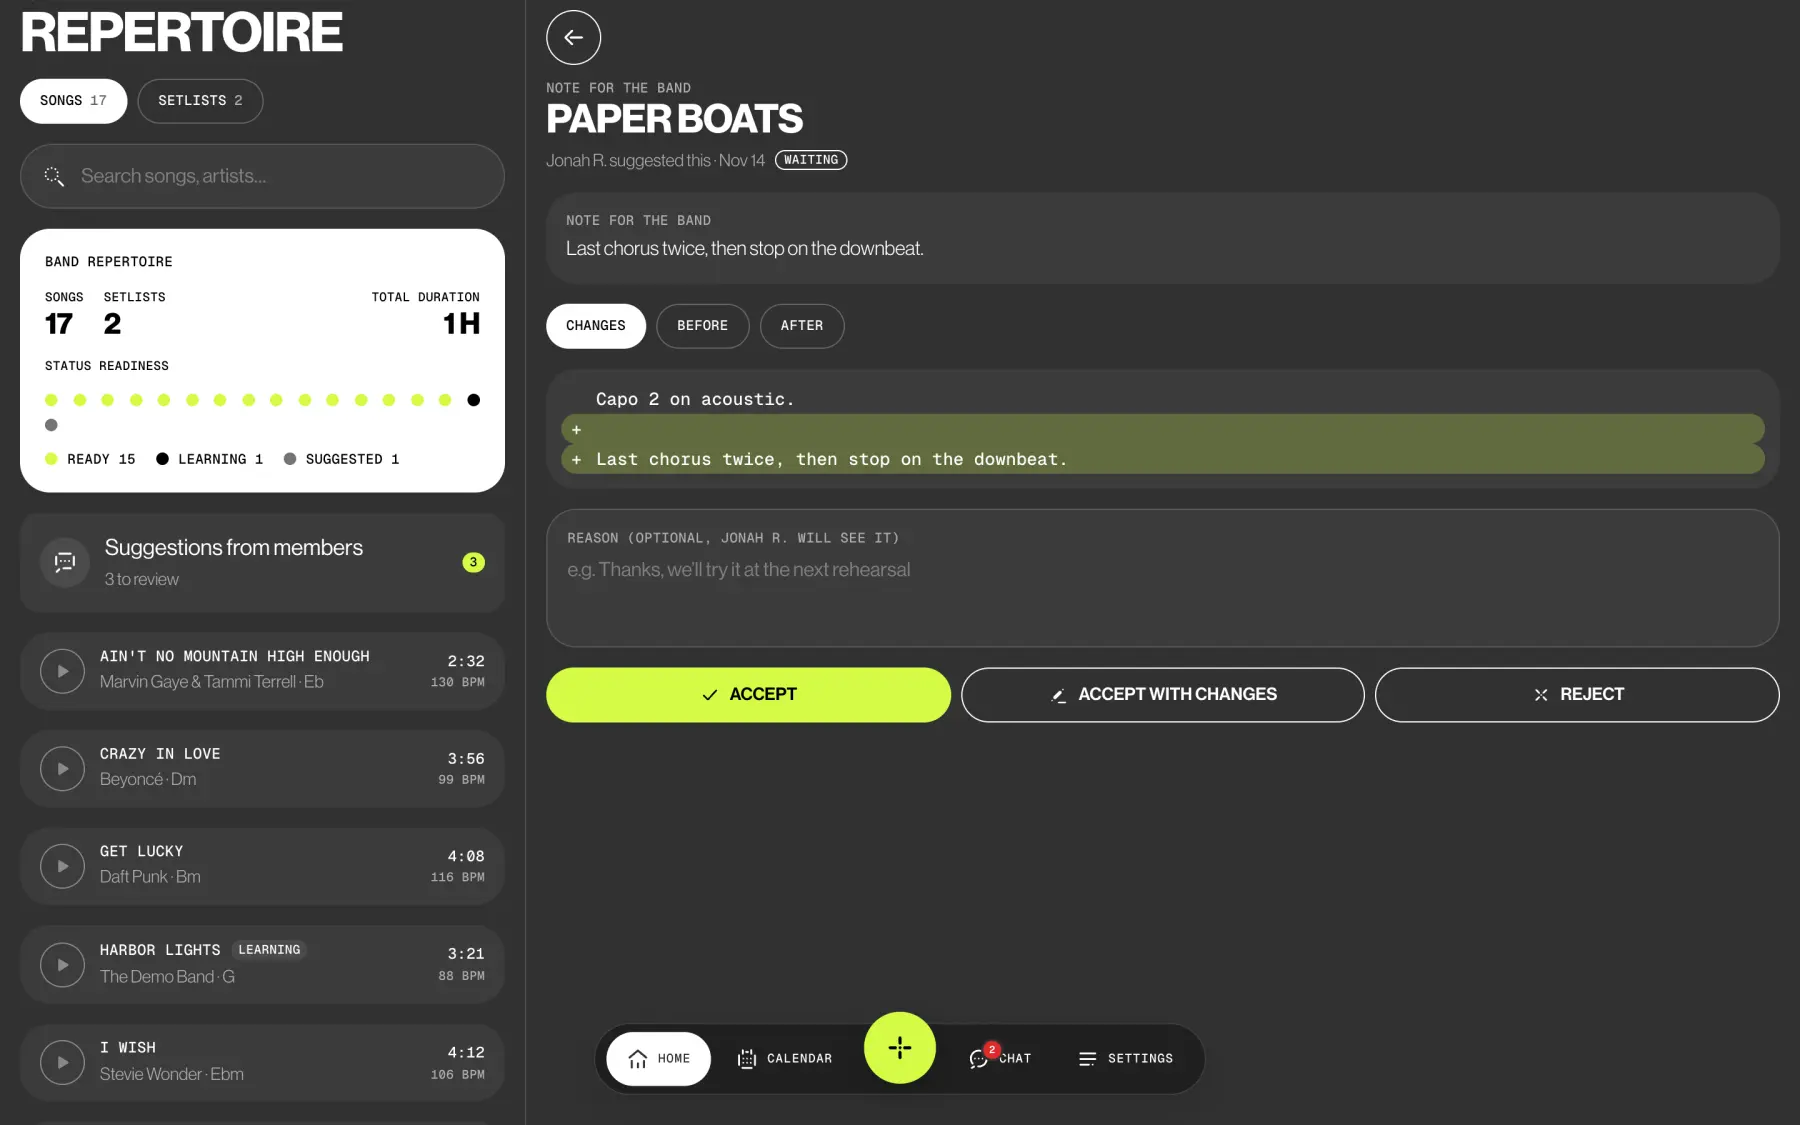 REPERTOIRE
SONGS 17
SETLISTS 2
Search songs, artists...
BAND REPERTOIRE
SONGS SETLISTS TOTAL DURATION
17 2 1H
STATUS READINESS
READY 15 LEARNING 1 SUGGESTED 1
Suggestions from members
3 to review
3
AIN'T NO MOUNTAIN HIGH ENOUGH 2:32
Marvin Gaye & Tammi Terrell · Eb 130 BPM
CRAZY IN LOVE 3:56
Beyoncé · Dm 99 BPM
GET LUCKY 4:08
Daft Punk · Bm 116 BPM
HARBOR LIGHTS LEARNING 3:21
The Demo Band · G 88 BPM
I WISH 4:12
Stevie Wonder · Ebm 106 BPM
NOTE FOR THE BAND
PAPER BOATS
Jonah R. suggested this · Nov 14 WAITING
NOTE FOR THE BAND
Last chorus twice, then stop on the downbeat.
CHANGES BEFORE AFTER
Capo 2 on acoustic.
+
+ Last chorus twice, then stop on the downbeat.
REASON (OPTIONAL, JONAH R. WILL SEE IT)
e.g. Thanks, we'll try it at the next rehearsal
ACCEPT ACCEPT WITH CHANGES REJECT
HOME CALENDAR 2 CHAT SETTINGS